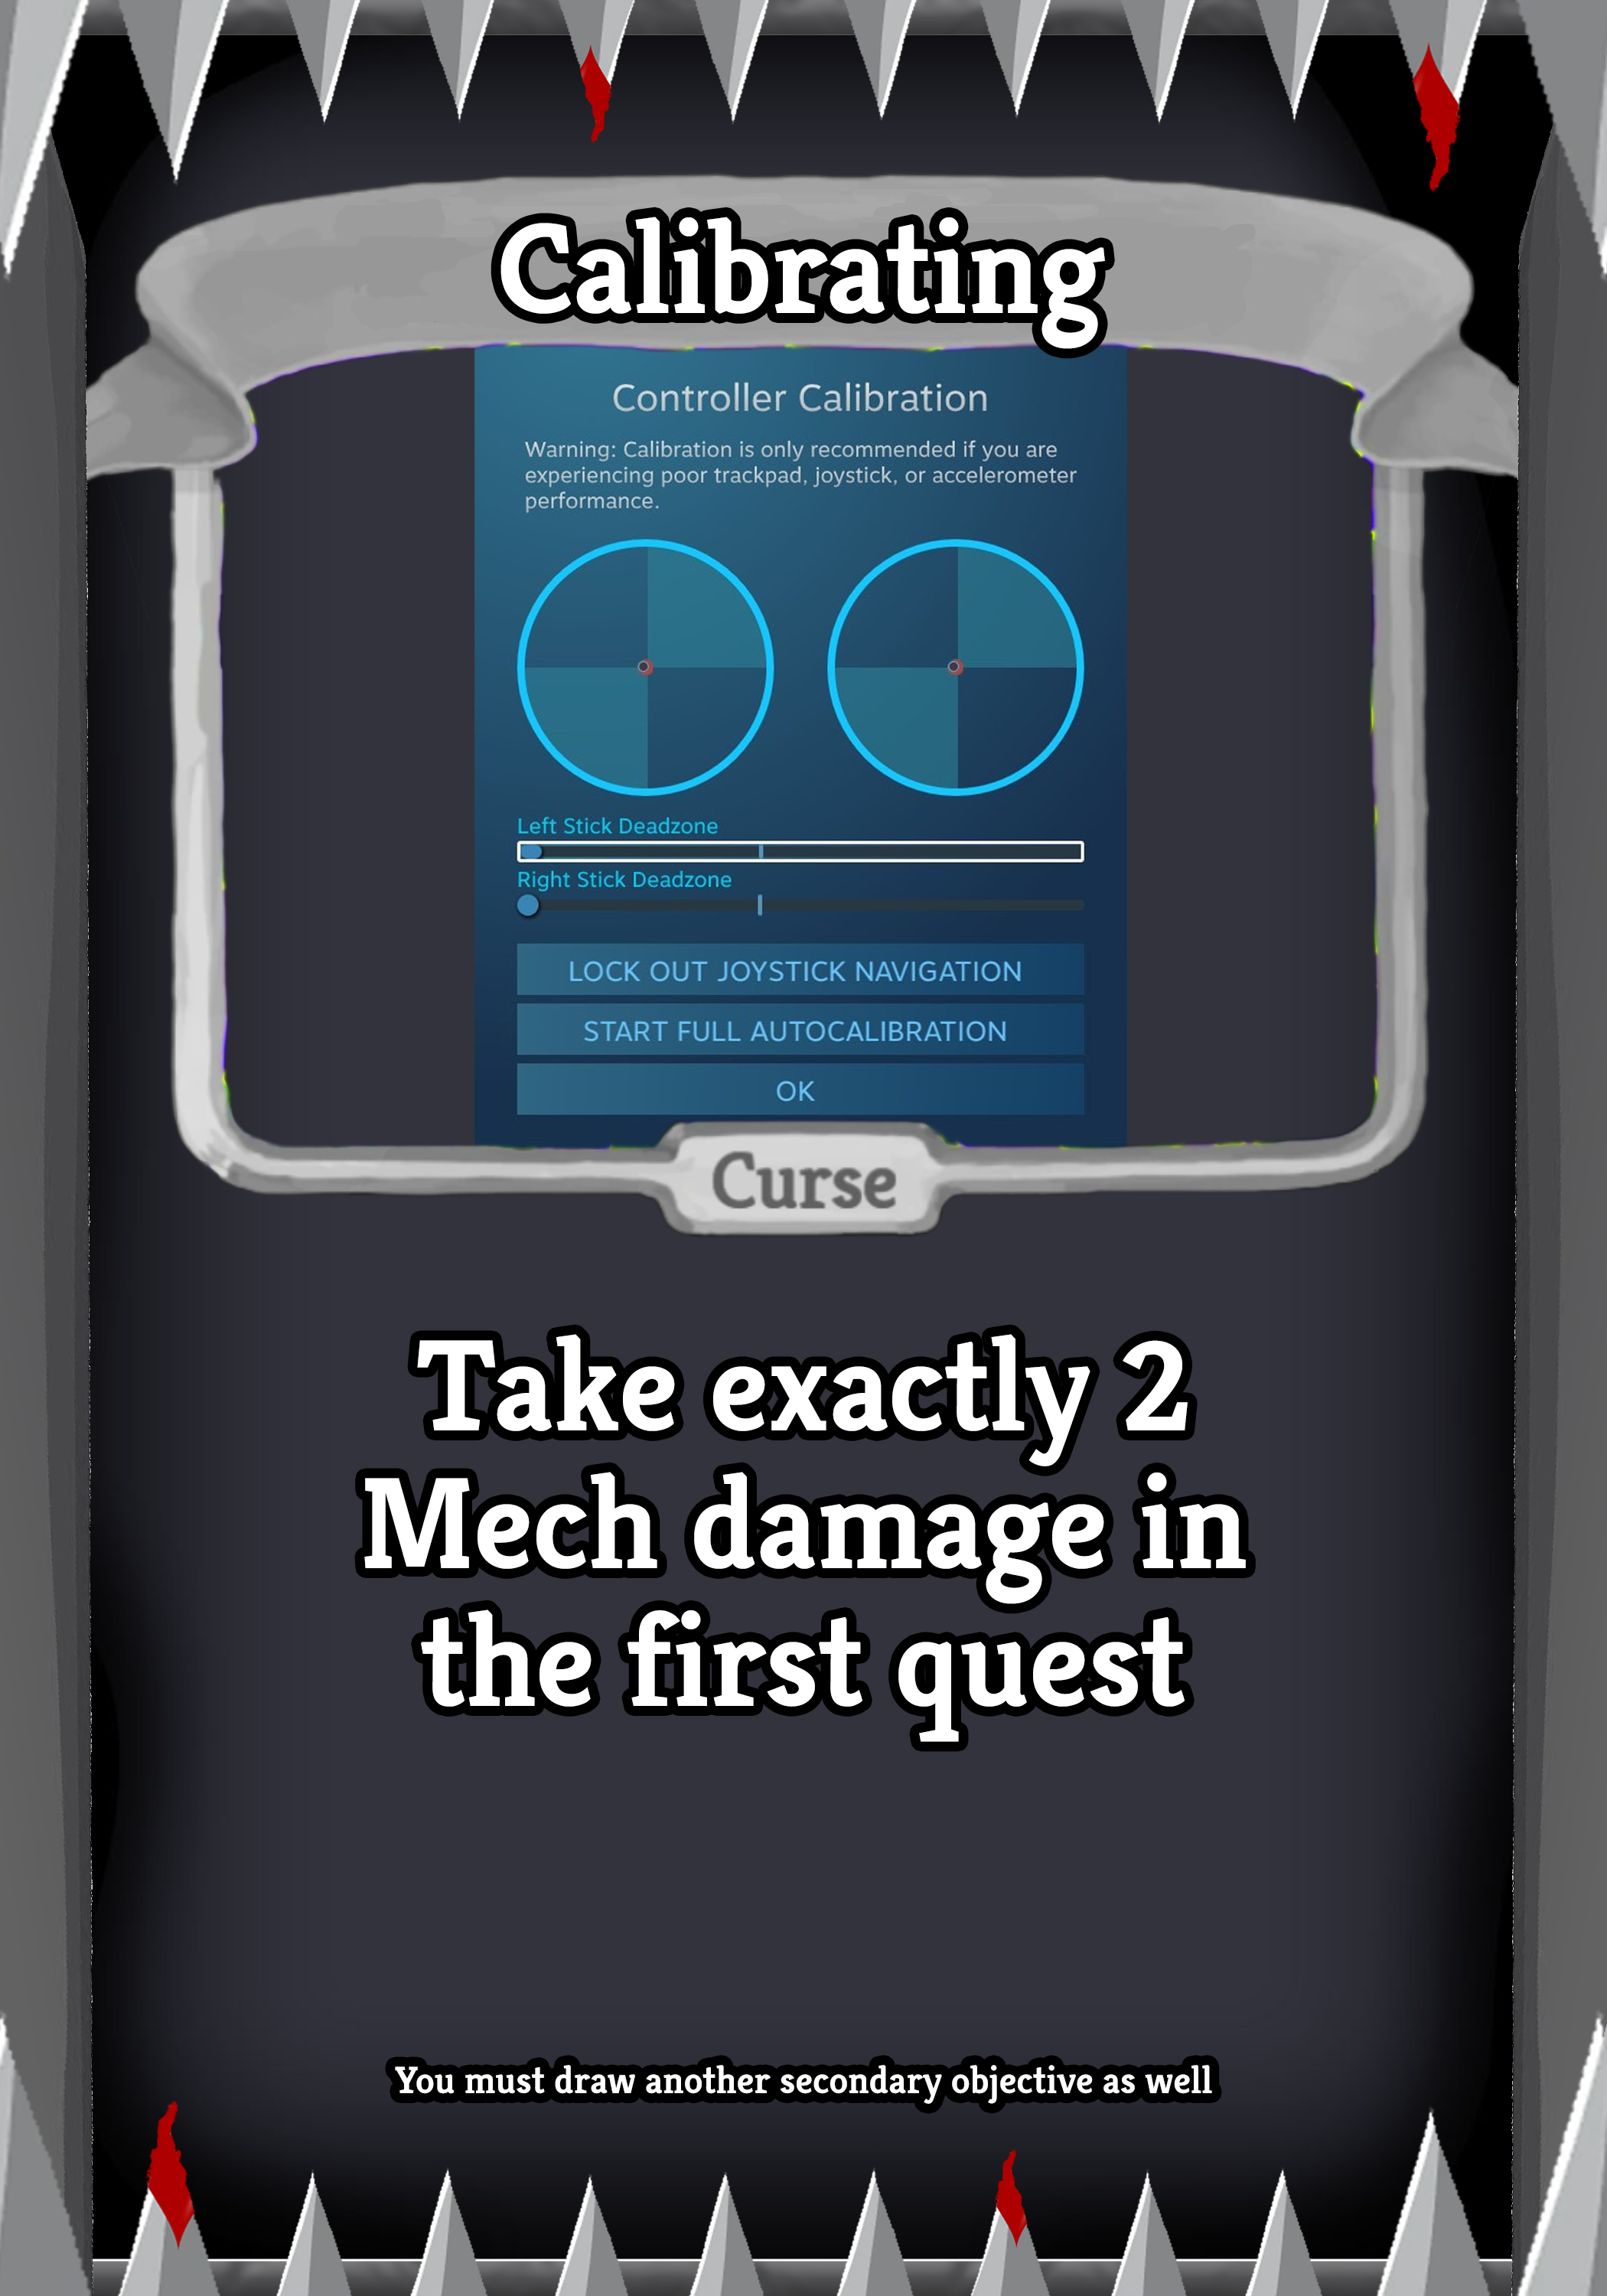 Calibrating
Controller Calibration
Warning: Calibration is only recommended if you are
experiencing poor trackpad, joystick, or accelerometer
performance.
Left Stick Deadzone
Right Stick Deadzone
LOCK OUT JOYSTICK NAVIGATION
START FULL AUTOCALIBRATION
OK
Curse
Take exactly 2
Mech damage in
the first quest
You must draw another secondary objective as well